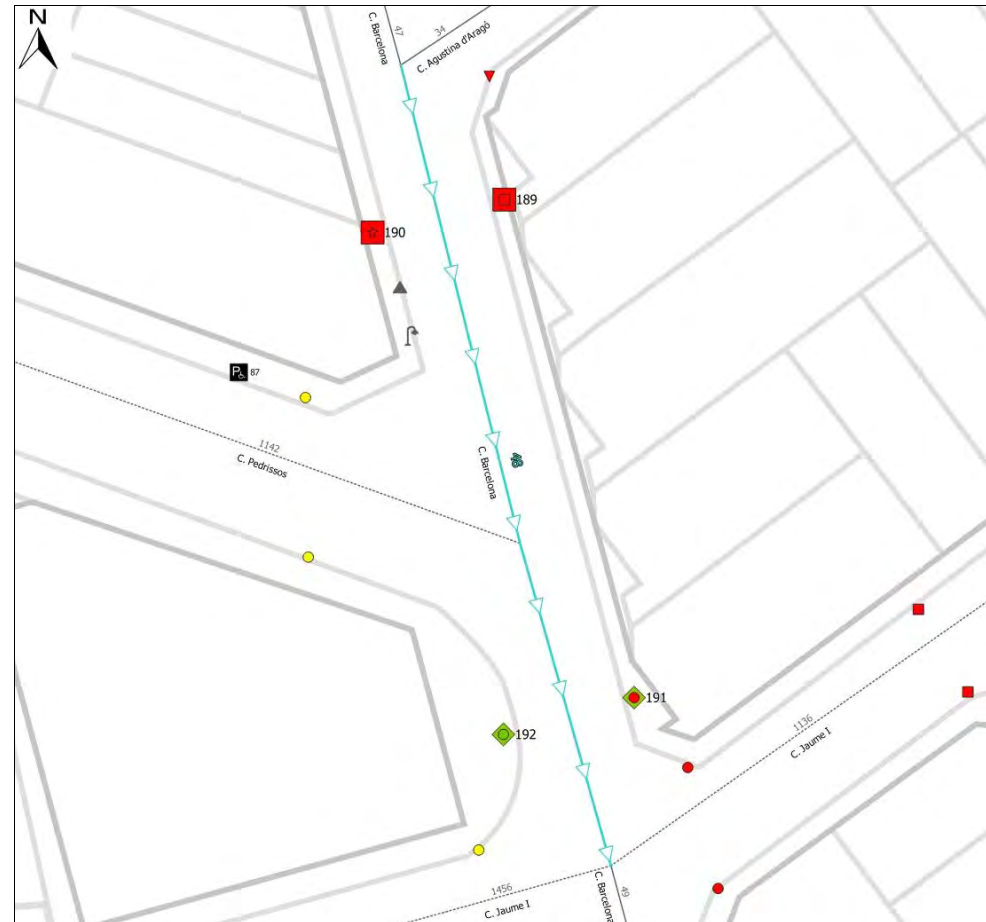 N
C. Barcelona
47
34
C. Agustina d'Aragó
189
190
P 87
1142
C. Pedrissos
C. Barcelona
48
191
192
1136
C. Jaume I
1456
C. Jaume I
C. Barcelona
49